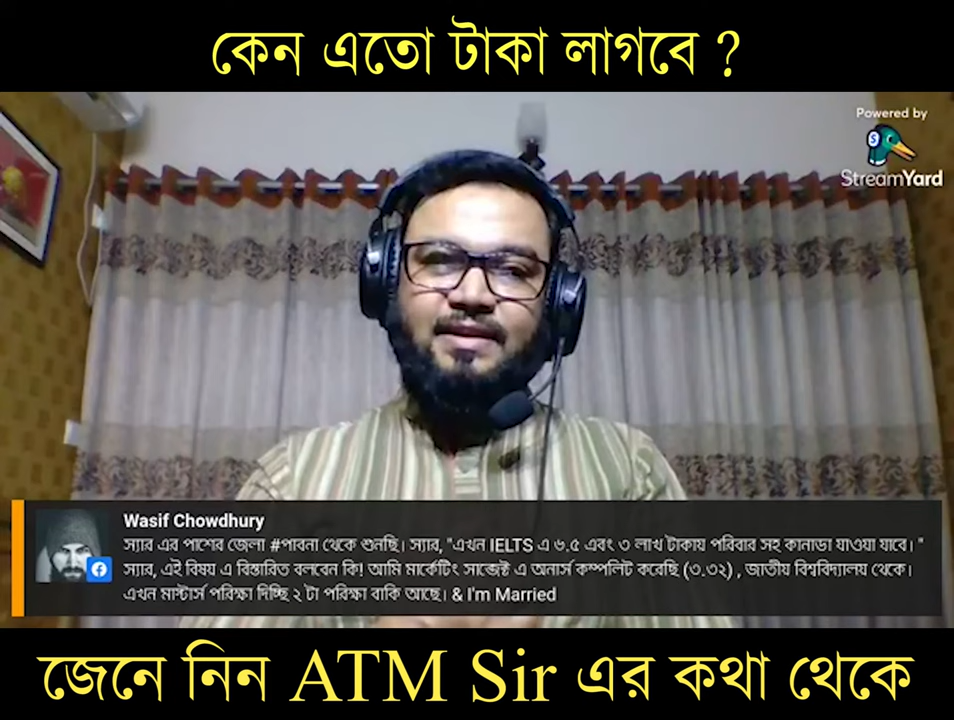 কেন এতো টাকা লাগবে ?
Powered by
StreamYard
Wasif Chowdhury
স্যার এর পাশের জেলা #পাবনা থেকে শুনছি। স্যার, "এখন IELTS এ ৬.৫ এবং ৩ লাখ টাকায় পরিবার সহ কানাডা যাওয়া যাবে। "
স্যার, এই বিষয় এ বিস্তারিত বলবেন কি! আমি মার্কেটিং সাব্জেক্ট এ অনার্স কম্পলিট করেছি (৩.৩২) , জাতীয় বিশ্ববিদ্যালয় থেকে।
এখন মাস্টার্স পরিক্ষা দিচ্ছি ২ টা পরিক্ষা বাকি আছে। & I'm Married
জেনে নিন ATM Sir এর কথা থেকে